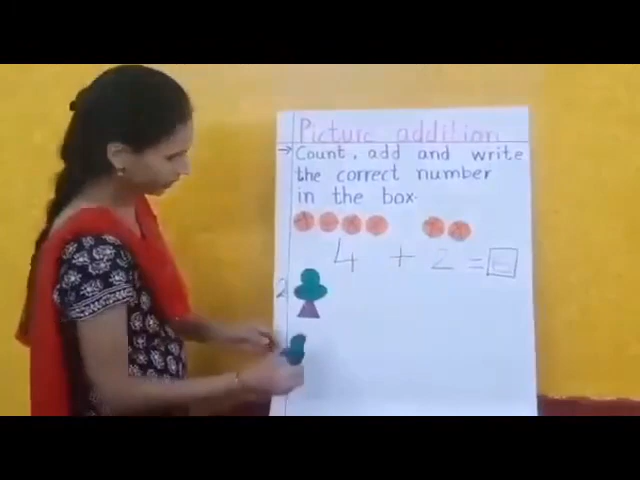 Picture addition
→ Count, add and write
the correct number
in the box.
4 + 2 =
2